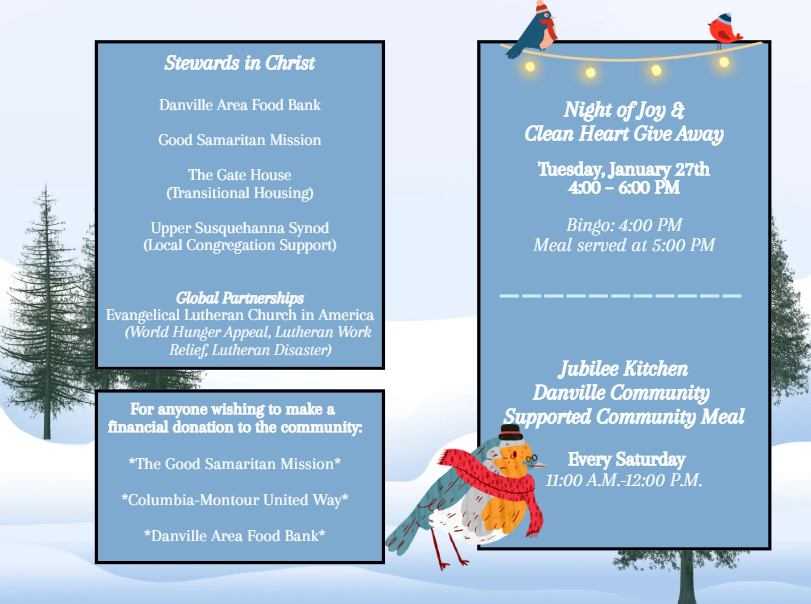 Stewards in Christ
Danville Area Food Bank
Good Samaritan Mission
The Gate House
(Transitional Housing)
Upper Susquehanna Synod
(Local Congregation Support)
Global Partnerships
Evangelical Lutheran Church in America
(World Hunger Appeal, Lutheran Work
Relief, Lutheran Disaster)
For anyone wishing to make a
financial donation to the community:
*The Good Samaritan Mission*
*Columbia-Montour United Way*
*Danville Area Food Bank*
Night of Joy &
Clean Heart Give Away
Tuesday, January 27th
4:00 – 6:00 PM
Bingo: 4:00 PM
Meal served at 5:00 PM
Jubilee Kitchen
Danville Community
Supported Community Meal
Every Saturday
11:00 A.M.-12:00 P.M.